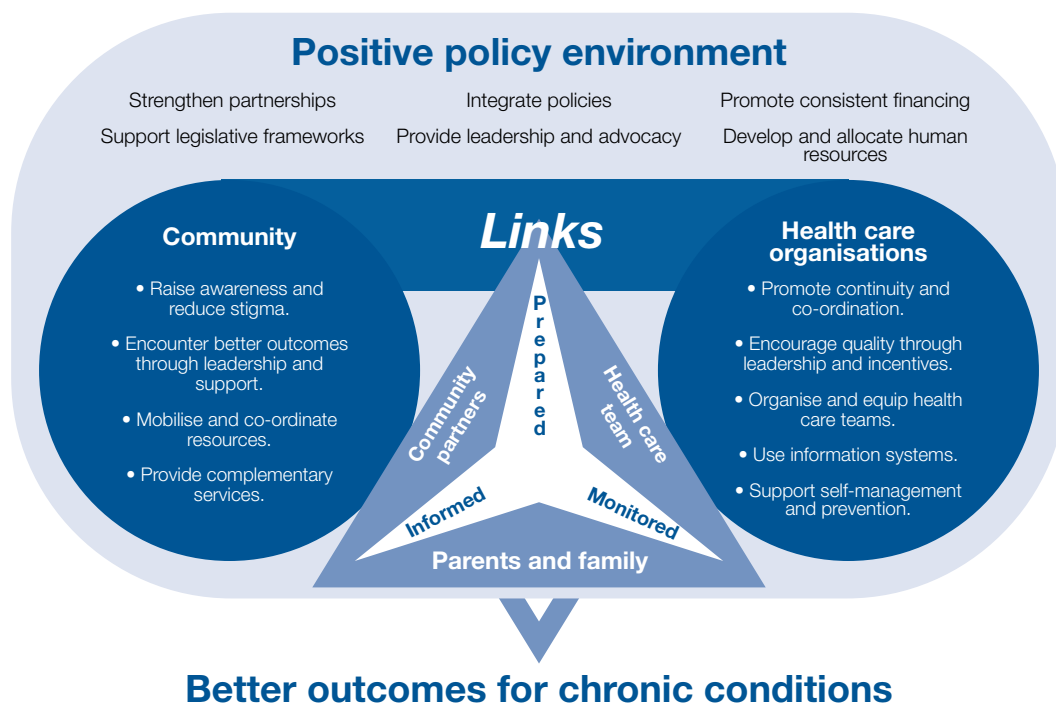 Positive policy environment
Strengthen partnerships
Integrate policies
Promote consistent financing
Support legislative frameworks
Provide leadership and advocacy
Develop and allocate human
resources
Links
Community
• Raise awareness and
reduce stigma.
• Encounter better outcomes
through leadership and
support.
• Mobilise and co-ordinate
resources.
• Provide complementary
services.
Health care
organisations
• Promote continuity and
co-ordination.
• Encourage quality through
leadership and incentives.
• Organise and equip health
care teams.
• Use information systems.
• Support self-management
and prevention.
Community
partners
Prepared
Health care
team
Informed
Monitored
Parents and family
Better outcomes for chronic conditions